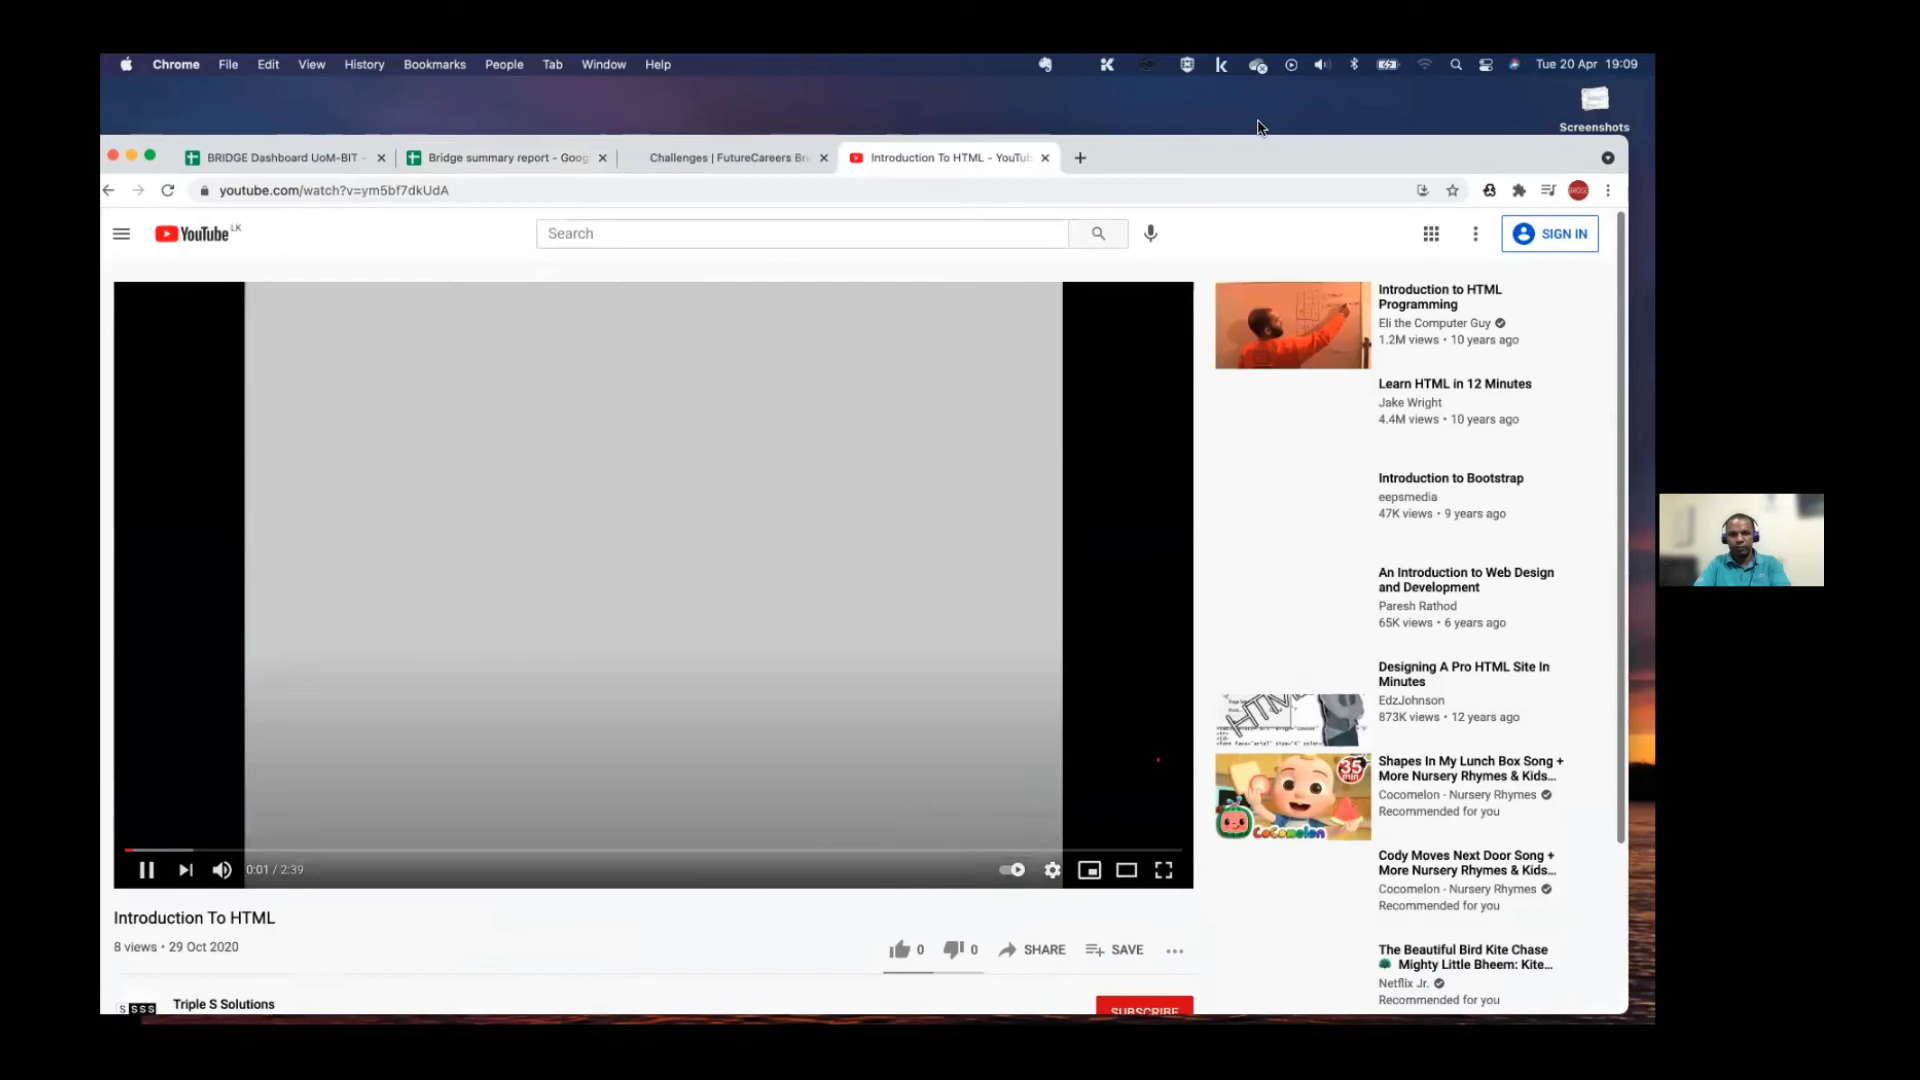 Chrome File Edit View History Bookmarks People Tab Window Help
Tue 20 Apr 19:09
Screenshots
BRIDGE Dashboard UoM-BIT -
Bridge summary report - Goog
Challenges | FutureCareers Bri
Introduction To HTML - YouTu
youtube.com/watch?v=ym5bf7dkUdA
YouTube LK
Search
SIGN IN
Introduction to HTML
Programming
Eli the Computer Guy
1.2M views • 10 years ago
Learn HTML in 12 Minutes
Jake Wright
4.4M views • 10 years ago
Introduction to Bootstrap
eepsmedia
47K views • 9 years ago
An Introduction to Web Design
and Development
Paresh Rathod
65K views • 6 years ago
Designing A Pro HTML Site In
Minutes
EdzJohnson
873K views • 12 years ago
HTML
35
min
CoComelon
Shapes In My Lunch Box Song +
More Nursery Rhymes & Kids...
Cocomelon - Nursery Rhymes
Recommended for you
Cody Moves Next Door Song +
More Nursery Rhymes & Kids...
Cocomelon - Nursery Rhymes
Recommended for you
The Beautiful Bird Kite Chase
Mighty Little Bheem: Kite...
Netflix Jr.
Recommended for you
0:01 / 2:39
Introduction To HTML
8 views • 29 Oct 2020
0 0 SHARE SAVE
SSSS
Triple S Solutions
SUBSCRIBE